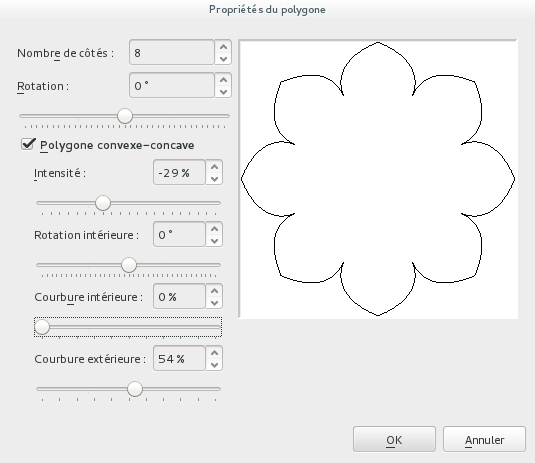 Propriétés du polygone
Nombre de côtés : 8
Rotation : 0 °
Polygone convexe-concave
Intensité : -29 %
Rotation intérieure : 0 °
Courbure intérieure : 0 %
Courbure extérieure : 54 %
OK
Annuler